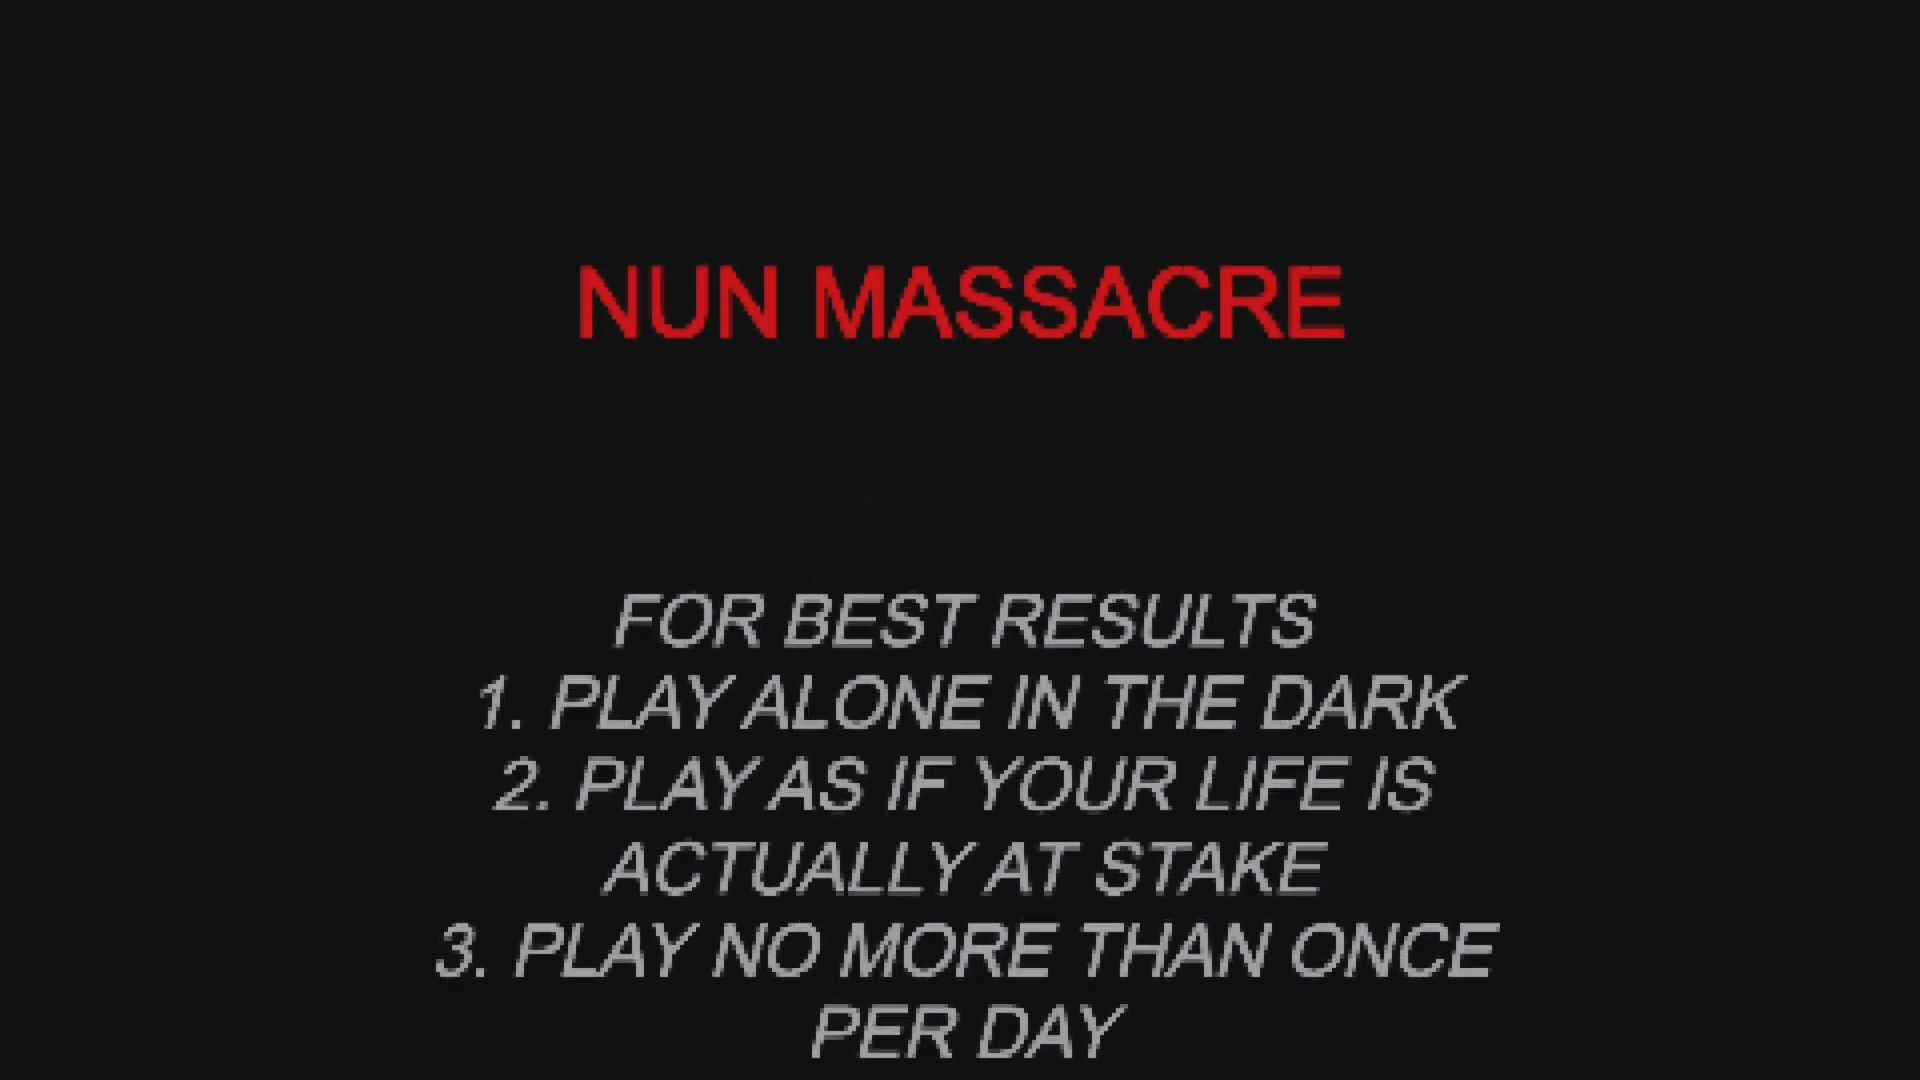 NUN MASSACRE
FOR BEST RESULTS
1. PLAY ALONE IN THE DARK
2. PLAY AS IF YOUR LIFE IS
ACTUALLY AT STAKE
3. PLAY NO MORE THAN ONCE
PER DAY